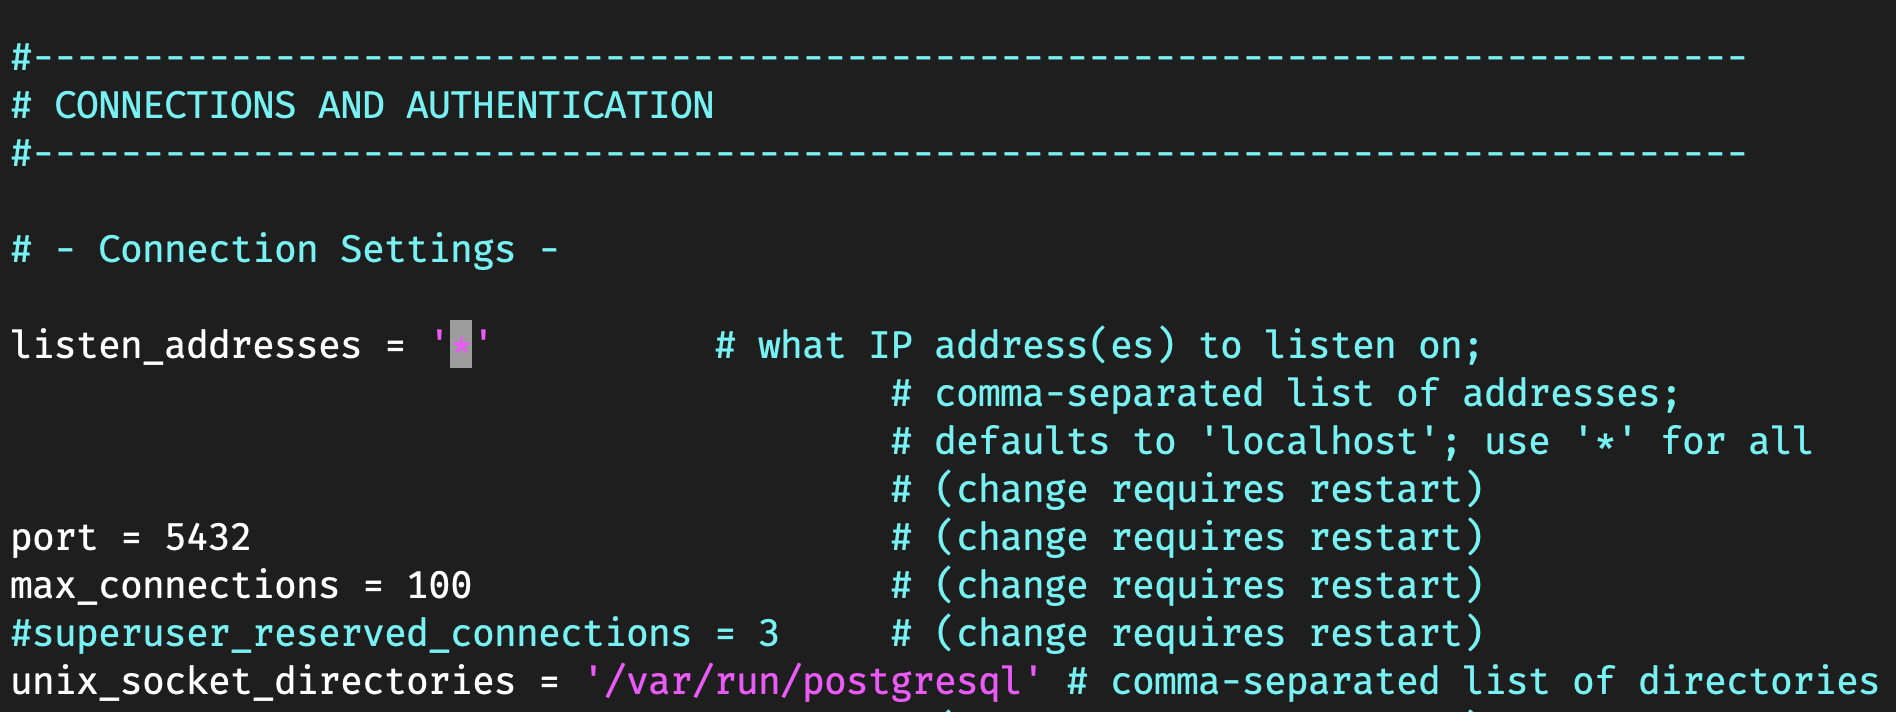 #------------------------------------------------------------------------------
# CONNECTIONS AND AUTHENTICATION
#------------------------------------------------------------------------------
# - Connection Settings -
listen_addresses = '*'          # what IP address(es) to listen on;
                                        # comma-separated list of addresses;
                                        # defaults to 'localhost'; use '*' for all
                                        # (change requires restart)
port = 5432                             # (change requires restart)
max_connections = 100                   # (change requires restart)
#superuser_reserved_connections = 3     # (change requires restart)
unix_socket_directories = '/var/run/postgresql' # comma-separated list of directories